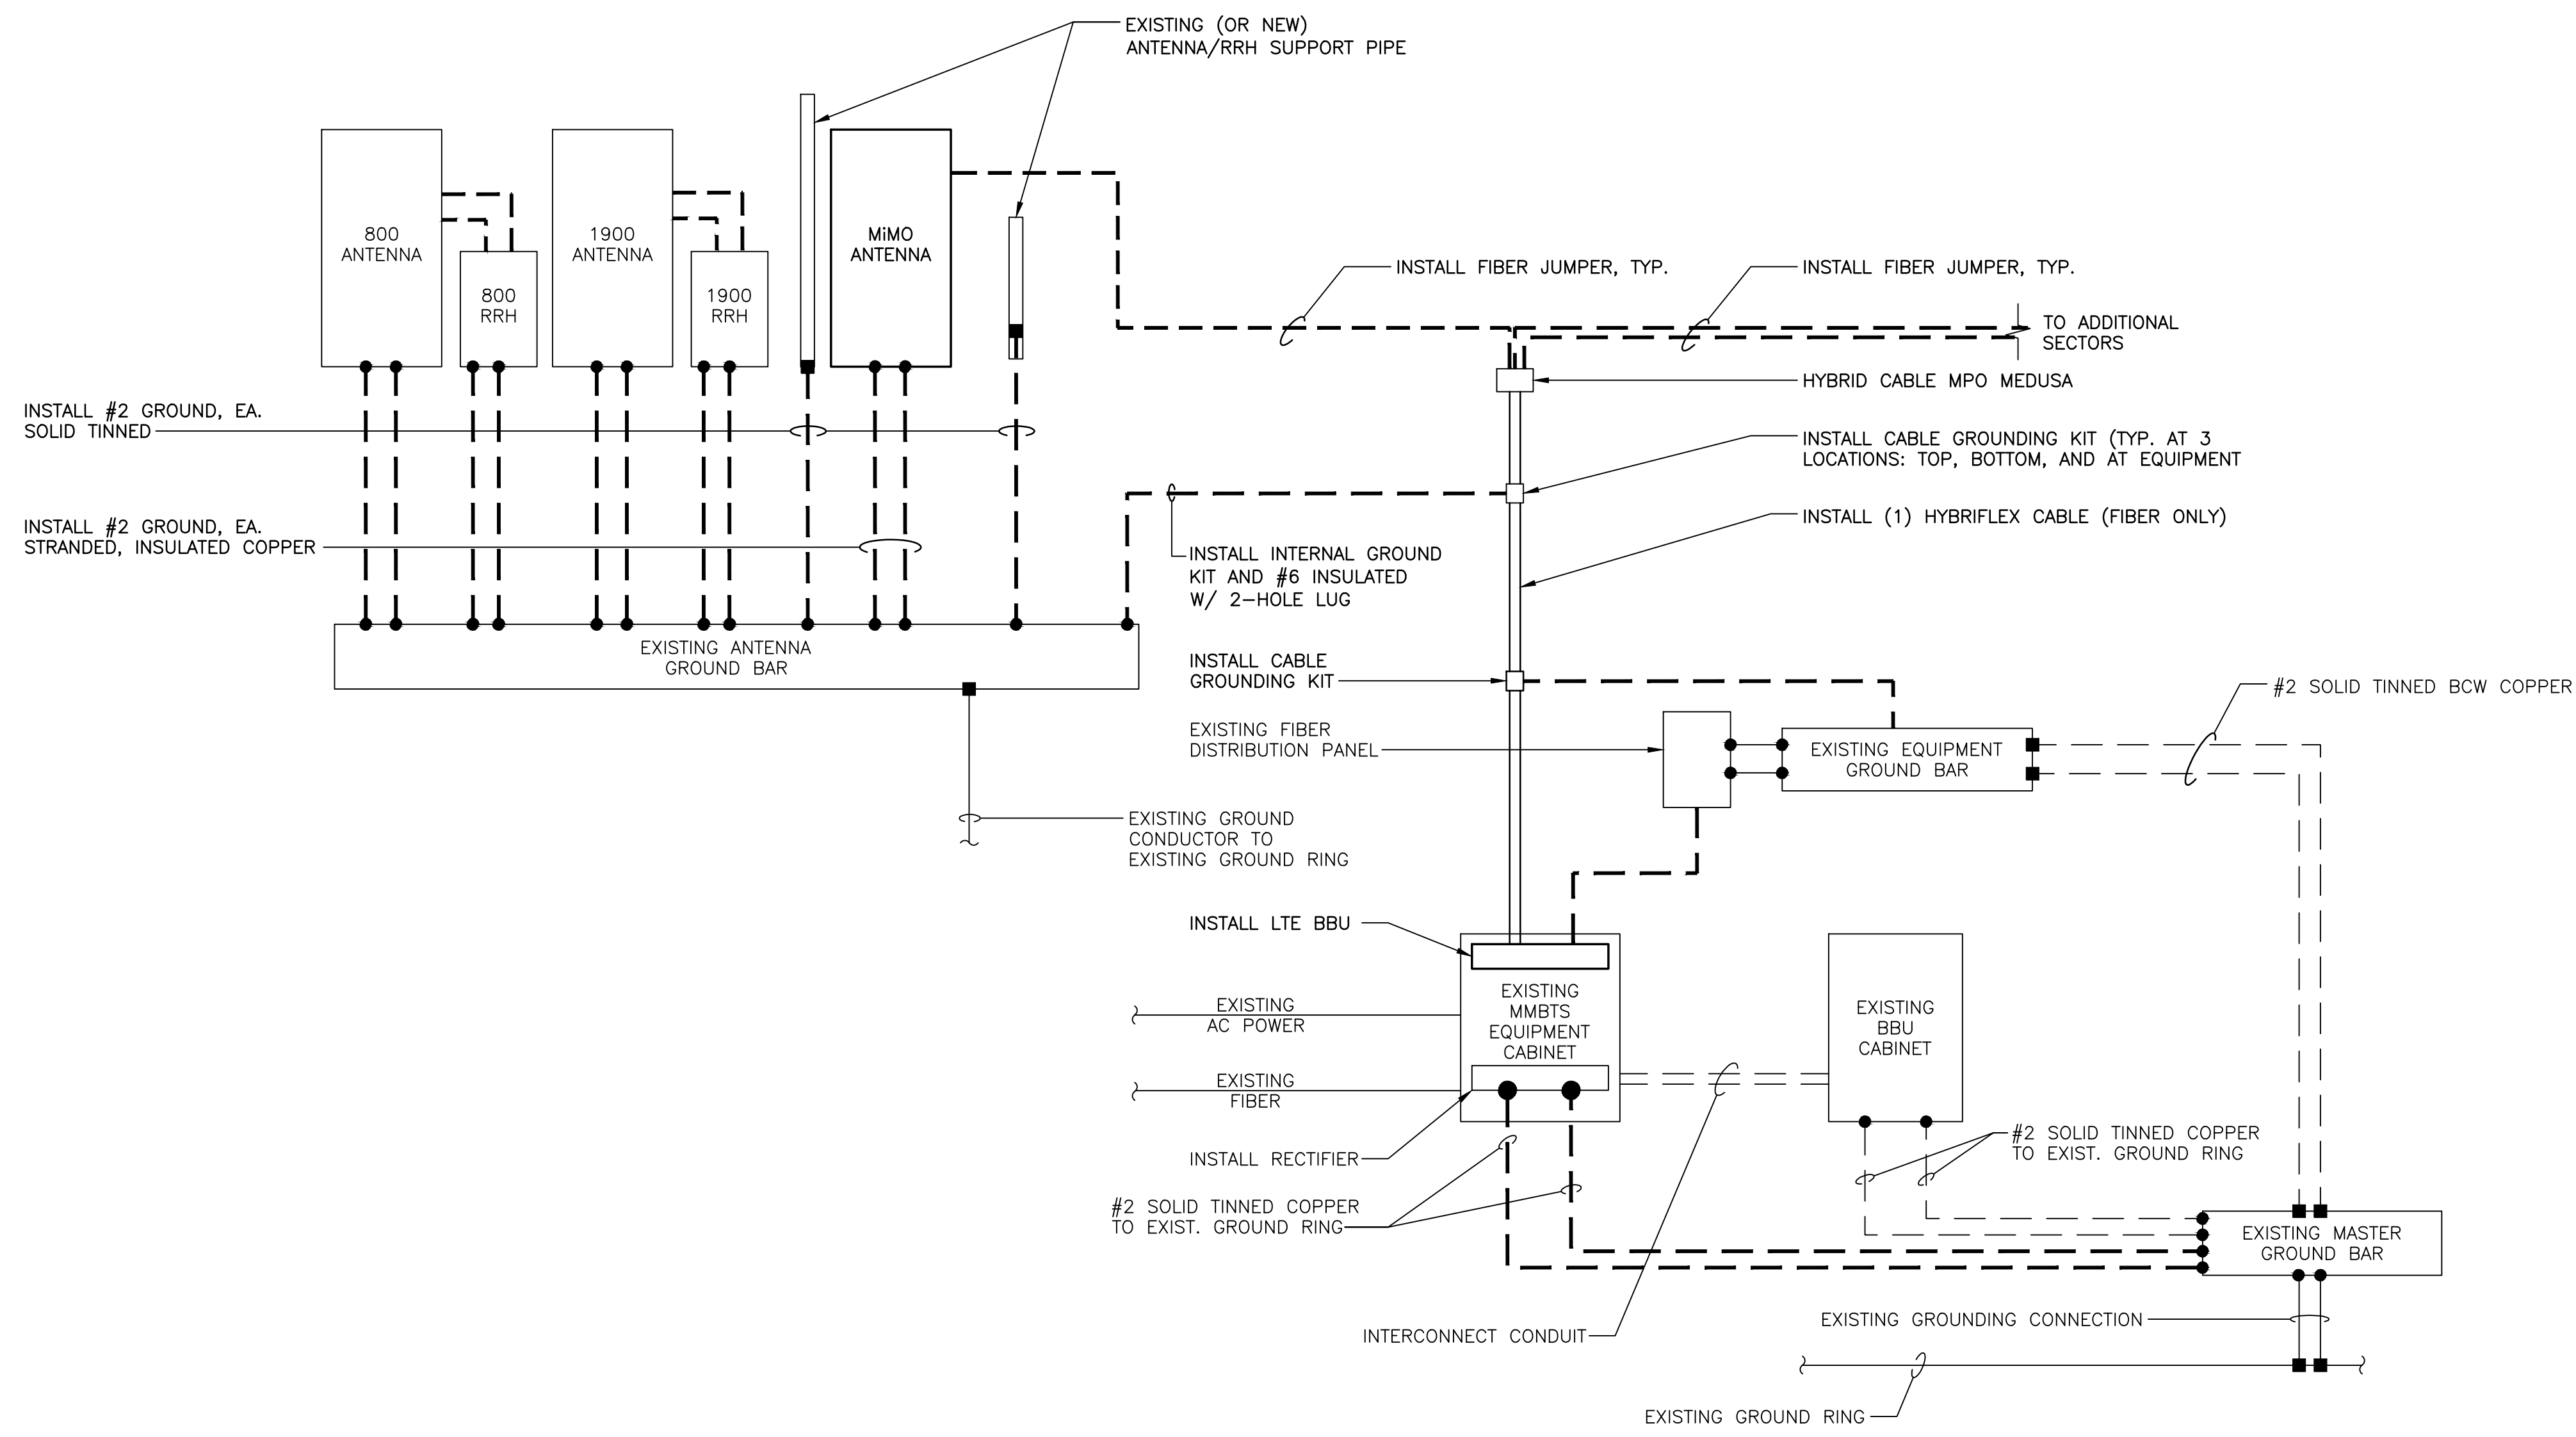 EXISTING (OR NEW)
ANTENNA/RRH SUPPORT PIPE
800
ANTENNA
800
RRH
1900
ANTENNA
1900
RRH
MiMO
ANTENNA
INSTALL FIBER JUMPER, TYP.
INSTALL FIBER JUMPER, TYP.
TO ADDITIONAL
SECTORS
HYBRID CABLE MPO MEDUSA
INSTALL #2 GROUND, EA.
SOLID TINNED
INSTALL CABLE GROUNDING KIT (TYP. AT 3
LOCATIONS: TOP, BOTTOM, AND AT EQUIPMENT
INSTALL #2 GROUND, EA.
STRANDED, INSULATED COPPER
INSTALL (1) HYBRIFLEX CABLE (FIBER ONLY)
INSTALL INTERNAL GROUND
KIT AND #6 INSULATED
W/ 2-HOLE LUG
EXISTING ANTENNA
GROUND BAR
INSTALL CABLE
GROUNDING KIT
#2 SOLID TINNED BCW COPPER
EXISTING FIBER
DISTRIBUTION PANEL
EXISTING EQUIPMENT
GROUND BAR
EXISTING GROUND
CONDUCTOR TO
EXISTING GROUND RING
INSTALL LTE BBU
EXISTING
AC POWER
EXISTING
MMBTS
EQUIPMENT
CABINET
EXISTING
BBU
CABINET
EXISTING
FIBER
INSTALL RECTIFIER
#2 SOLID TINNED COPPER
TO EXIST. GROUND RING
#2 SOLID TINNED COPPER
TO EXIST. GROUND RING
EXISTING MASTER
GROUND BAR
INTERCONNECT CONDUIT
EXISTING GROUNDING CONNECTION
EXISTING GROUND RING